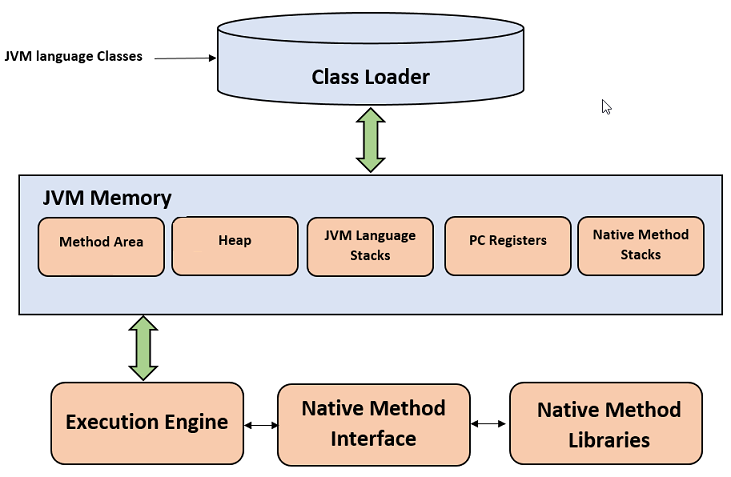 JVM language Classes
Class Loader
JVM Memory
Method Area
Heap
JVM Language
Stacks
PC Registers
Native Method
Stacks
Execution Engine
Native Method
Interface
Native Method
Libraries